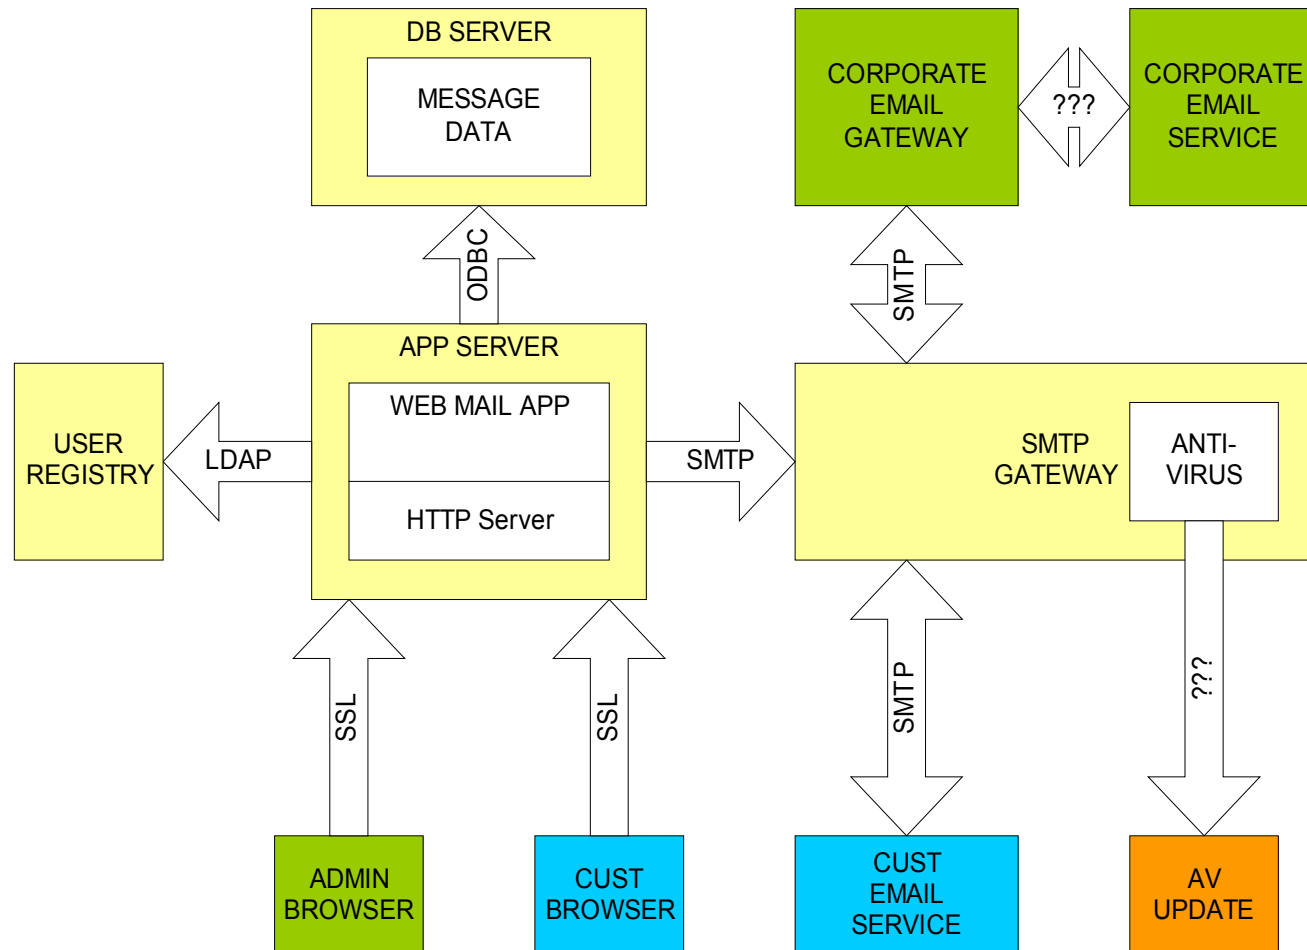 DB SERVER
MESSAGE
DATA
CORPORATE
EMAIL
GATEWAY
???
CORPORATE
EMAIL
SERVICE
ODBC
SMTP
APP SERVER
WEB MAIL APP
HTTP Server
USER
REGISTRY
LDAP
SMTP
SMTP
GATEWAY
ANTI-
VIRUS
SSL
SSL
SMTP
???
ADMIN
BROWSER
CUST
BROWSER
CUST
EMAIL
SERVICE
AV
UPDATE